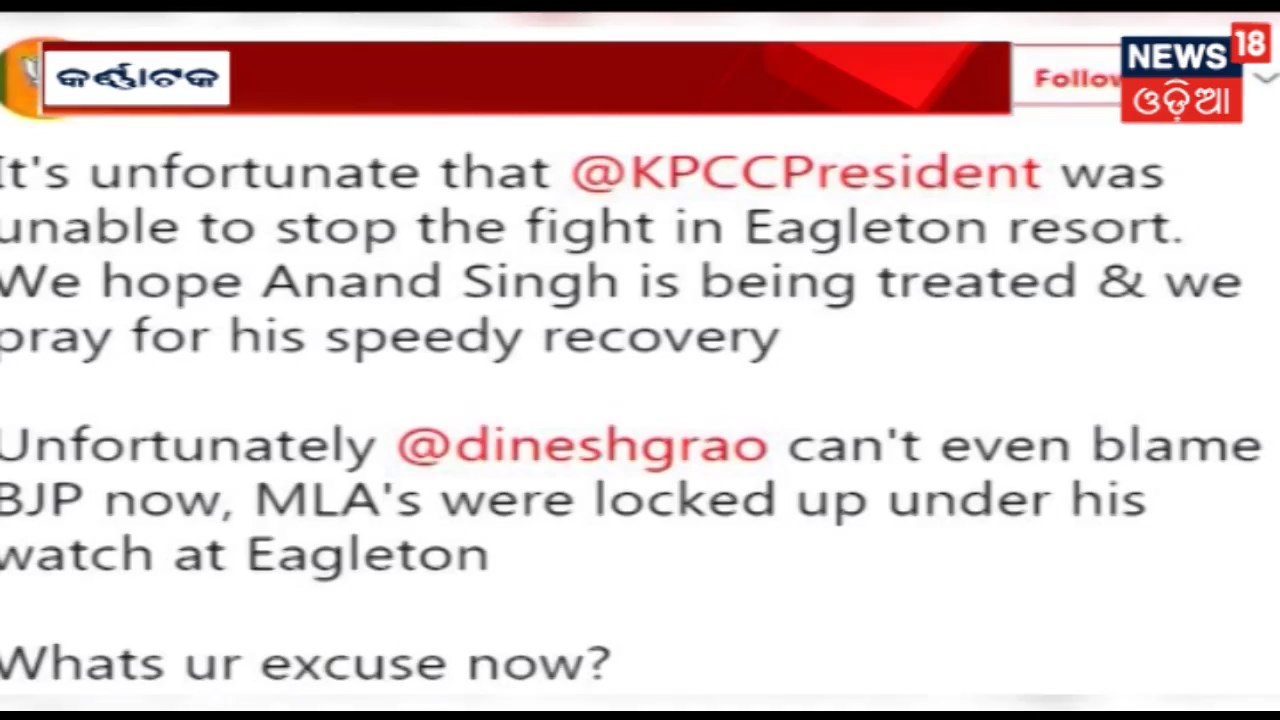 କର୍ଣ୍ଣାଟକ
Follow
NEWS 18
ଓଡ଼ିଆ
It's unfortunate that @KPCCPresident was
unable to stop the fight in Eagleton resort.
We hope Anand Singh is being treated & we
pray for his speedy recovery
Unfortunately @dineshgrao can't even blame
BJP now, MLA's were locked up under his
watch at Eagleton
Whats ur excuse now?